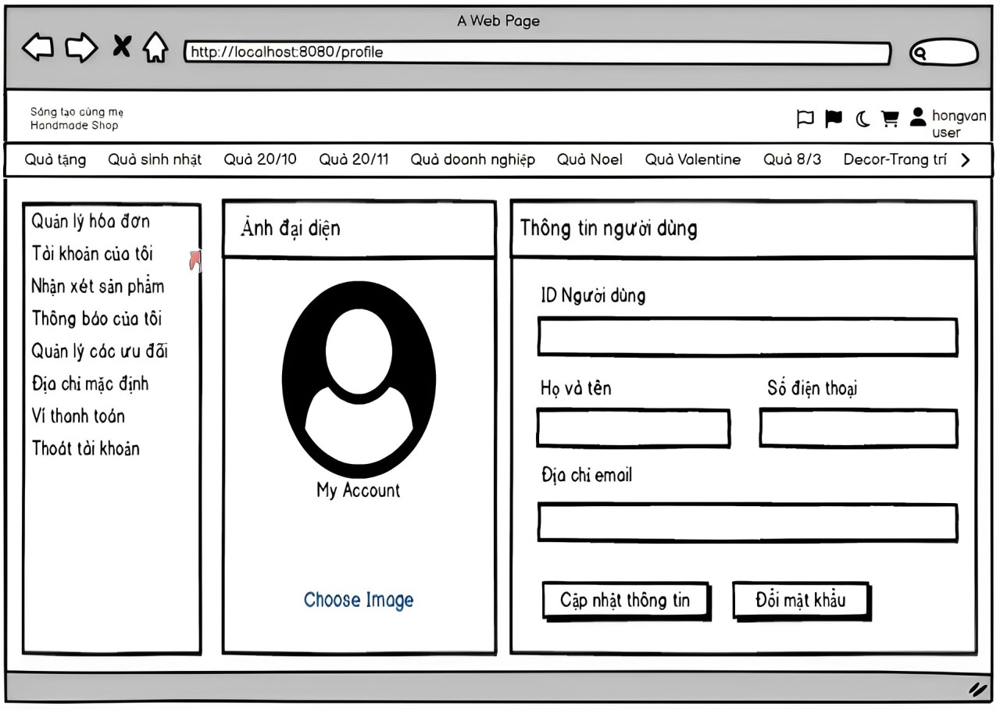 A Web Page
http://localhost:8080/profile
Sáng tạo cùng mẹ
Handmade Shop
hongvan
user
Quà tặng Quà sinh nhật Quà 20/10 Quà 20/11 Quà doanh nghiệp Quà Noel Quà Valentine Quà 8/3 Decor-Trang trí
Quản lý hóa đơn
Tài khoản của tôi
Nhận xét sản phẩm
Thông báo của tôi
Quản lý các ưu đãi
Địa chỉ mặc định
Ví thanh toán
Thoát tài khoản
Ảnh đại diện
My Account
Choose Image
Thông tin người dùng
ID Người dùng
Họ và tên
Số điện thoại
Địa chỉ email
Cập nhật thông tin
Đổi mật khẩu